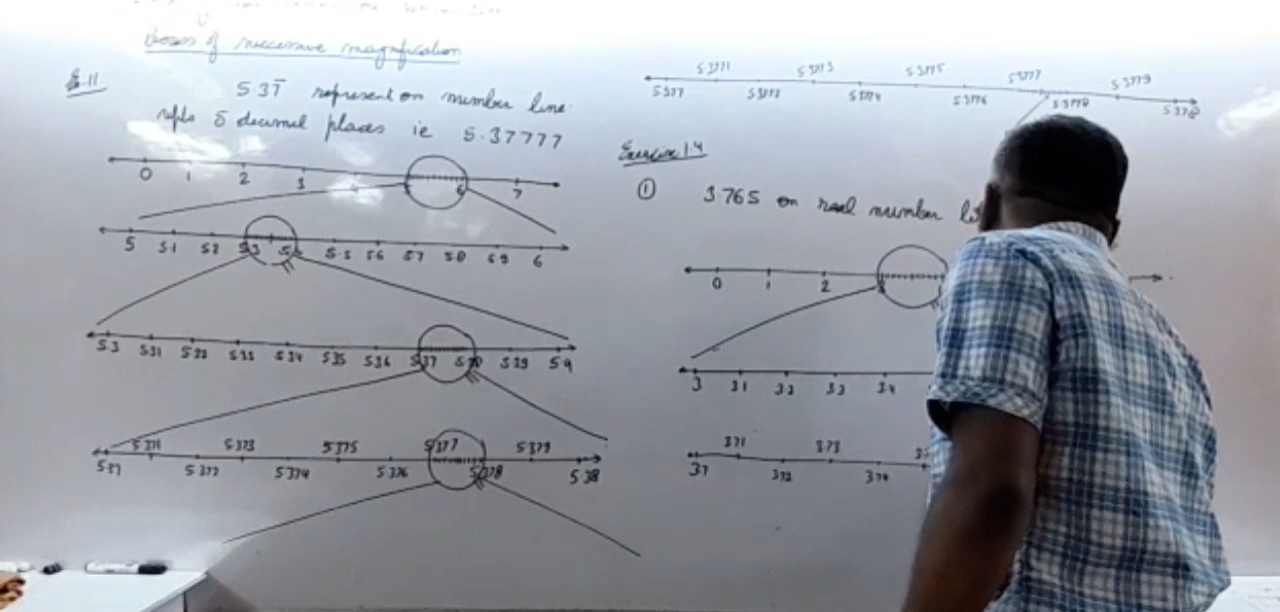 Process of successive magnification
E.11
5.37̅ represent on number line
upto 5 decimal places ie 5.37777
0 1 2 3 4 5 6 7
5 5.1 5.2 5.3 5.4 5.5 5.6 5.7 5.8 5.9 6
5.3 5.31 5.32 5.33 5.34 5.35 5.36 5.37 5.38 5.39 5.4
5.371 5.373 5.375 5.377 5.379
5.37 5.372 5.374 5.376 5.378 5.38
5.3771 5.3773 5.3775 5.3777 5.3779
5.377 5.3772 5.3774 5.3776 5.3778 5.378
Exercise 1.4
① 3.765 on real number
0 1 2 3
3 3.1 3.2 3.3 3.4
3.71 3.73
3.7 3.72 3.74